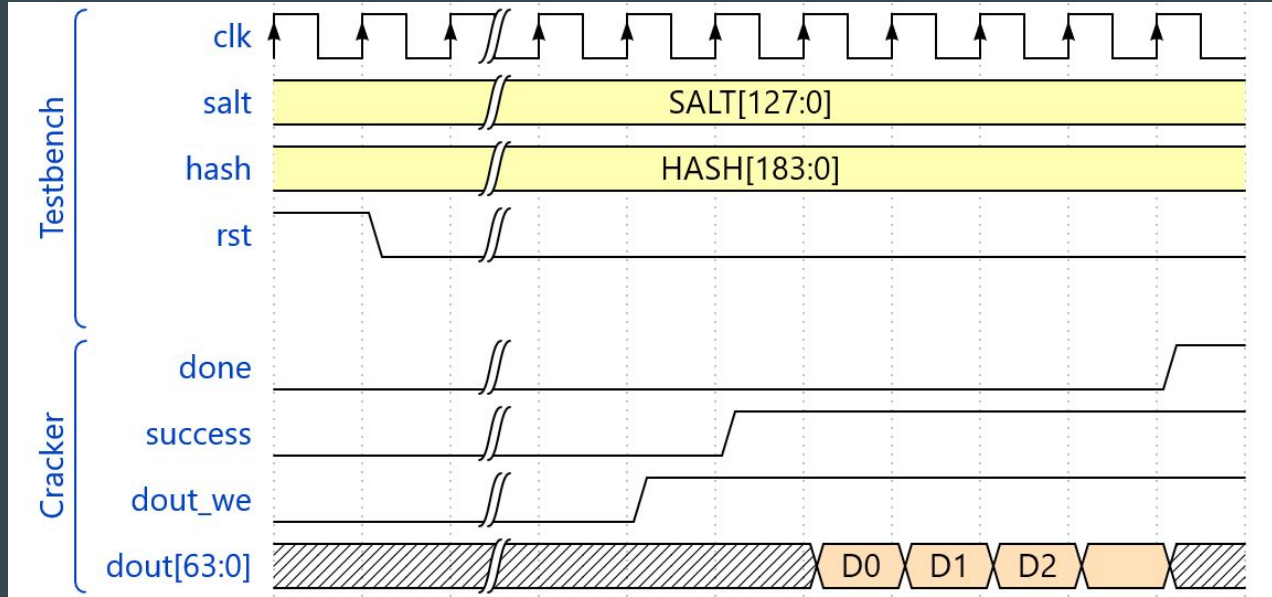 Testbench
clk
salt SALT[127:0]
hash HASH[183:0]
rst
Cracker
done
success
dout_we
dout[63:0] D0 D1 D2